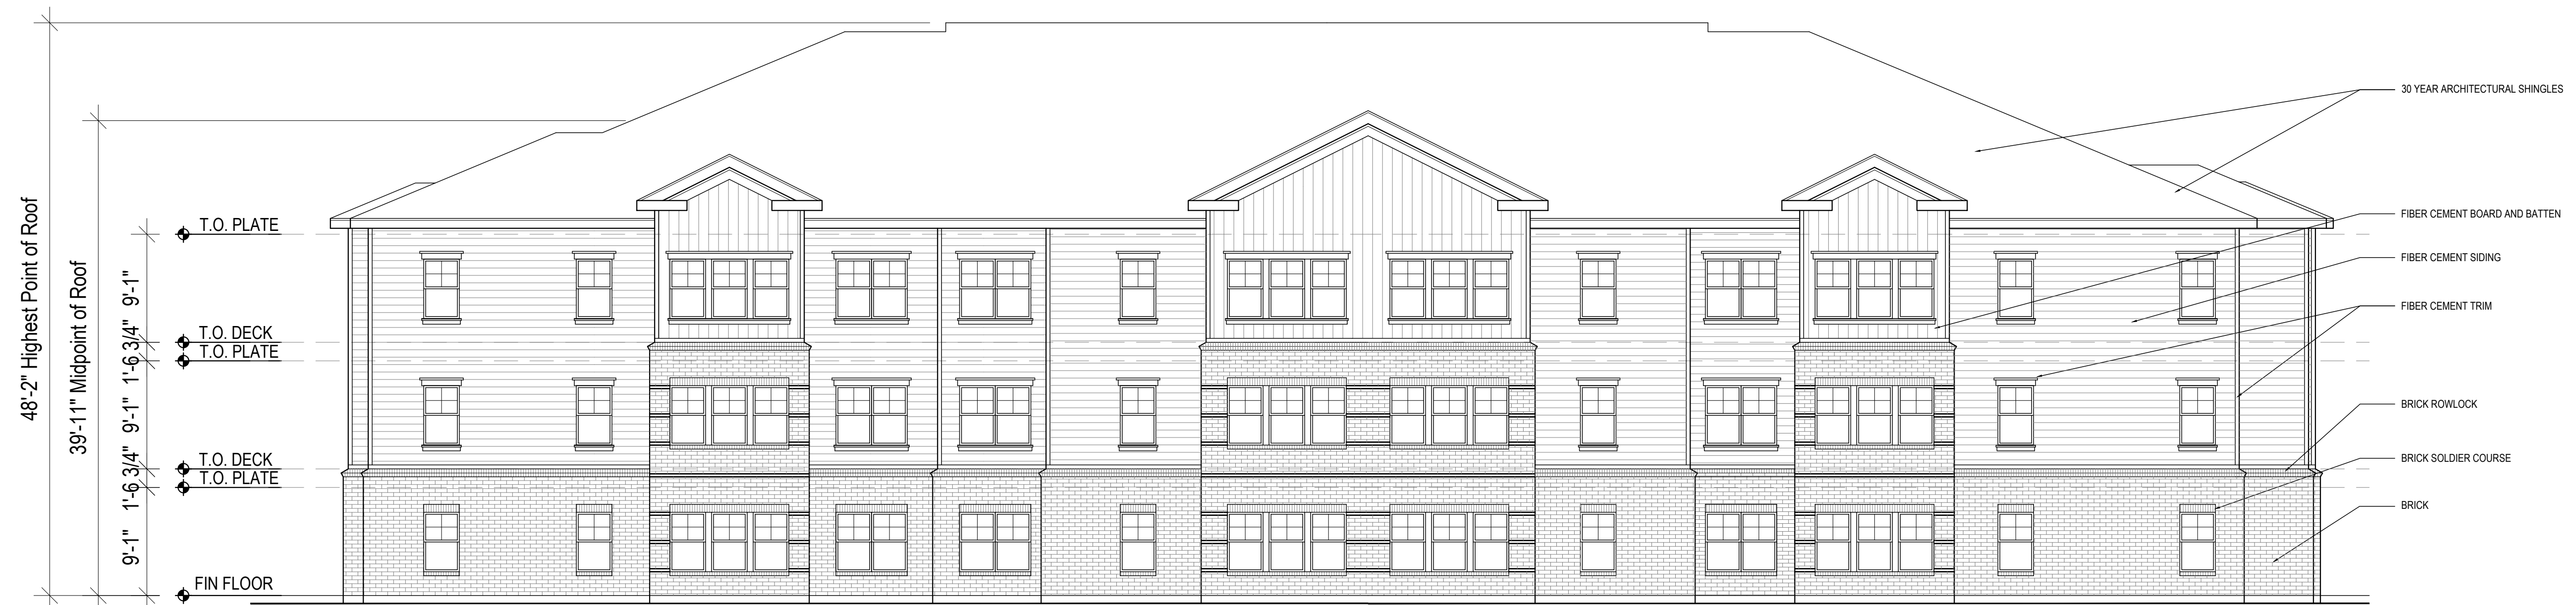 48'-2" Highest Point of Roof
39'-11" Midpoint of Roof
9'-1"
1'-6 3/4"
9'-1"
1'-6 3/4"
9'-1"
T.O. PLATE
T.O. DECK
T.O. PLATE
T.O. DECK
T.O. PLATE
FIN FLOOR
30 YEAR ARCHITECTURAL SHINGLES
FIBER CEMENT BOARD AND BATTEN
FIBER CEMENT SIDING
FIBER CEMENT TRIM
BRICK ROWLOCK
BRICK SOLDIER COURSE
BRICK